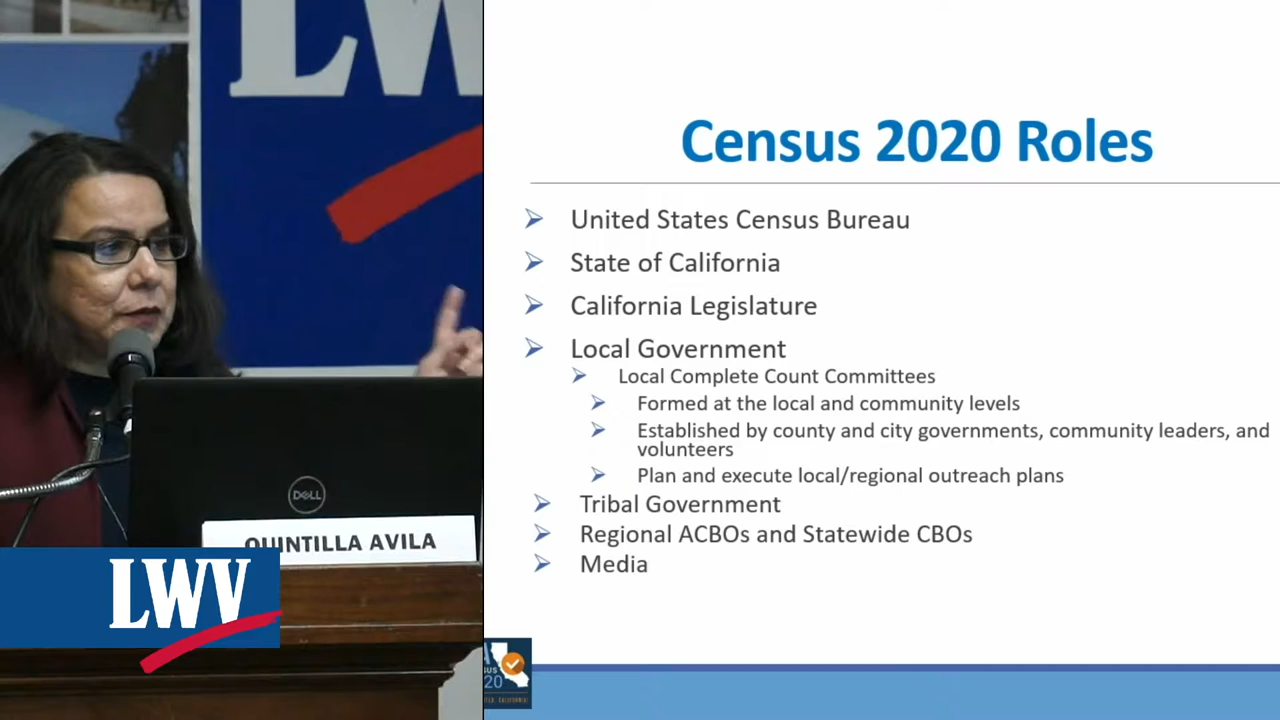 LWV
Census 2020 Roles
United States Census Bureau
State of California
California Legislature
Local Government
Local Complete Count Committees
Formed at the local and community levels
Established by county and city governments, community leaders, and
volunteers
Plan and execute local/regional outreach plans
Tribal Government
Regional ACBOs and Statewide CBOs
Media
DELL
QUINTILLA AVILA
LWV
20